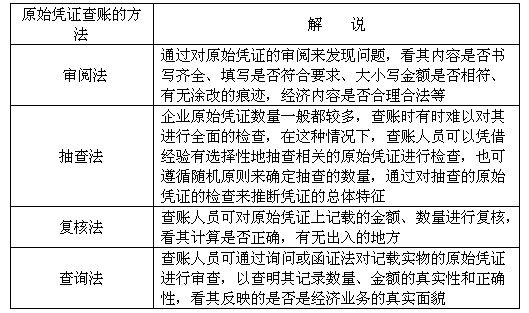 原始凭证查账的方
法
解 说
审阅法
通过对原始凭证的审阅来发现问题，看其内容是否书
写齐全、填写是否符合要求、大小写金额是否相符、
有无涂改的痕迹，经济内容是否合理合法等
抽查法
企业原始凭证数量一般都较多，查账时有时难以对其
进行全面的检查，在这种情况下，查账人员可以凭借
经验有选择性地抽查相关的原始凭证进行检查，也可
遵循随机原则来确定抽查的数量，通过对抽查的原始
凭证的检查来推断凭证的总体特征
复核法
查账人员可对原始凭证上记载的金额、数量进行复核，
看其计算是否正确，有无出入的地方
查询法
查账人员可通过询问或函证法对记载实物的原始凭证
进行审查，以查明其记录数量、金额的真实性和正确
性，看其反映的是否是经济业务的真实面貌